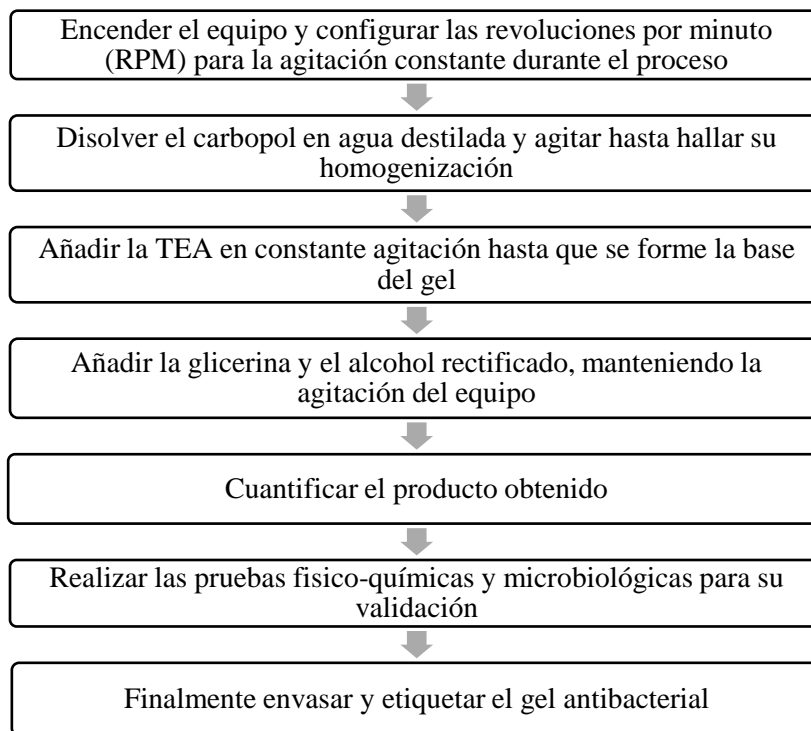 Encender el equipo y configurar las revoluciones por minuto
(RPM) para la agitación constante durante el proceso
Disolver el carbopol en agua destilada y agitar hasta hallar su
homogenización
Añadir la TEA en constante agitación hasta que se forme la base
del gel
Añadir la glicerina y el alcohol rectificado, manteniendo la
agitación del equipo
Cuantificar el producto obtenido
Realizar las pruebas fisico-químicas y microbiológicas para su
validación
Finalmente envasar y etiquetar el gel antibacterial